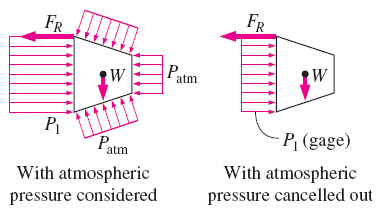 F_R
W
P_atm
P_1
P_atm
With atmospheric
pressure considered
F_R
W
P_1 (gage)
With atmospheric
pressure cancelled out